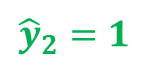 ŷ₂ = 1